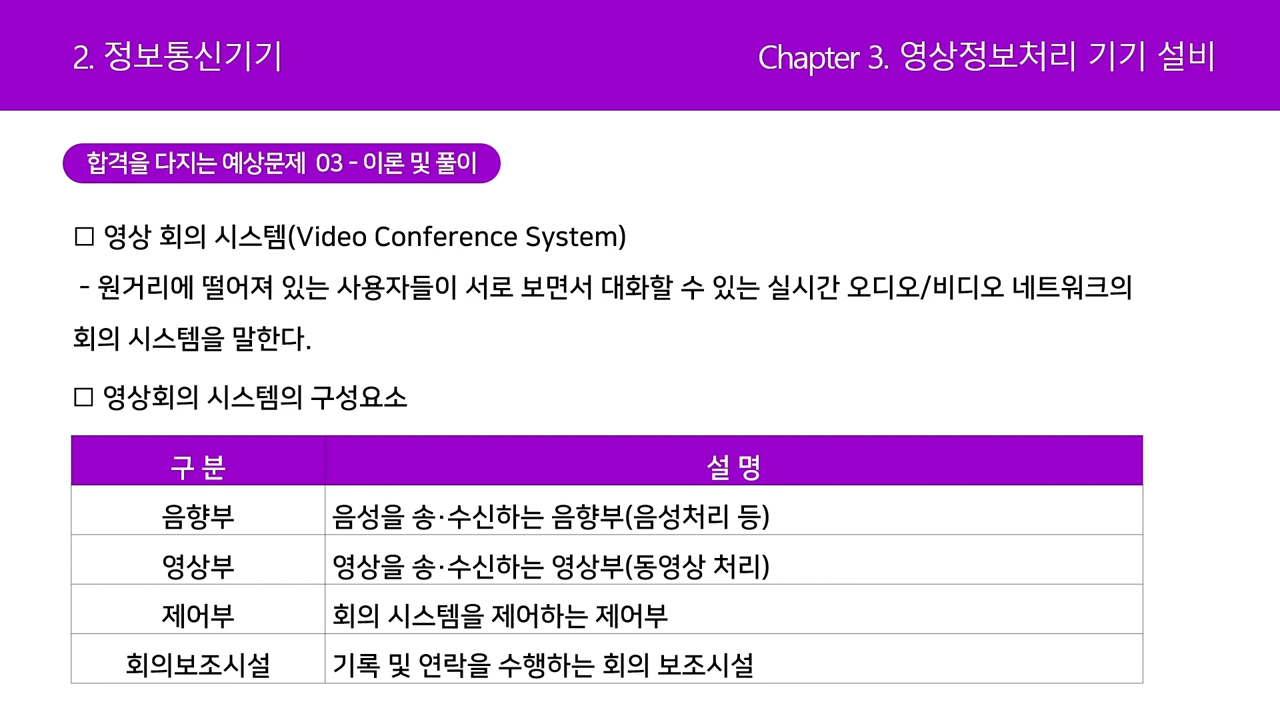 2. 정보통신기기
Chapter 3. 영상정보처리 기기 설비
합격을 다지는 예상문제 03 - 이론 및 풀이
□ 영상 회의 시스템(Video Conference System)
- 원거리에 떨어져 있는 사용자들이 서로 보면서 대화할 수 있는 실시간 오디오/비디오 네트워크의
회의 시스템을 말한다.
□ 영상회의 시스템의 구성요소
구 분 설 명
음향부 음성을 송·수신하는 음향부(음성처리 등)
영상부 영상을 송·수신하는 영상부(동영상 처리)
제어부 회의 시스템을 제어하는 제어부
회의보조시설 기록 및 연락을 수행하는 회의 보조시설